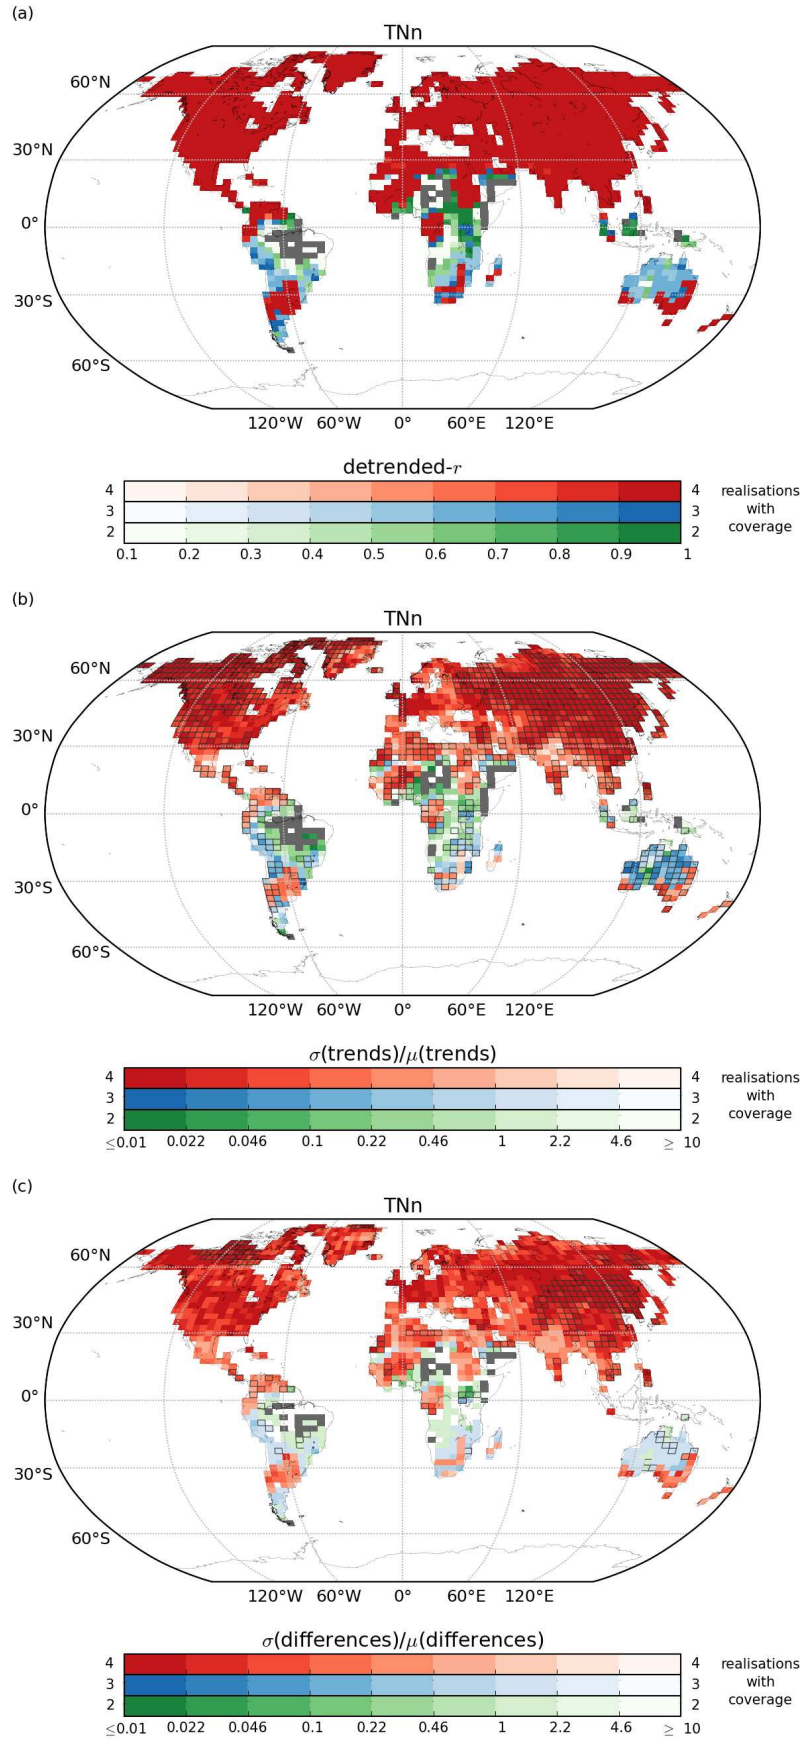 (a)
TNn
60°N
30°N
0°
30°S
60°S
120°W 60°W 0° 60°E 120°E
detrended-r
4 4 realisations
3 3 with
2 2 coverage
0.1 0.2 0.3 0.4 0.5 0.6 0.7 0.8 0.9 1
(b)
TNn
60°N
30°N
0°
30°S
60°S
120°W 60°W 0° 60°E 120°E
σ(trends)/μ(trends)
4 4 realisations
3 3 with
2 2 coverage
≤0.01 0.022 0.046 0.1 0.22 0.46 1 2.2 4.6 ≥ 10
(c)
TNn
60°N
30°N
0°
30°S
60°S
120°W 60°W 0° 60°E 120°E
σ(differences)/μ(differences)
4 4 realisations
3 3 with
2 2 coverage
≤0.01 0.022 0.046 0.1 0.22 0.46 1 2.2 4.6 ≥ 10